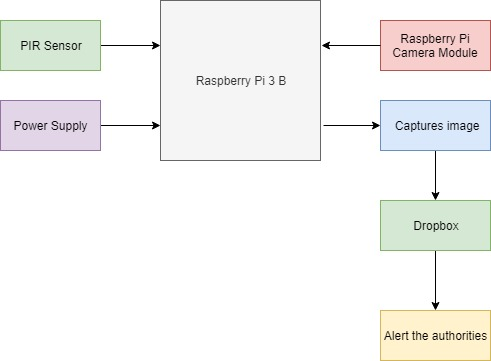 PIR Sensor
Raspberry Pi 3 B
Raspberry Pi
Camera Module
Power Supply
Captures image
Dropbox
Alert the authorities